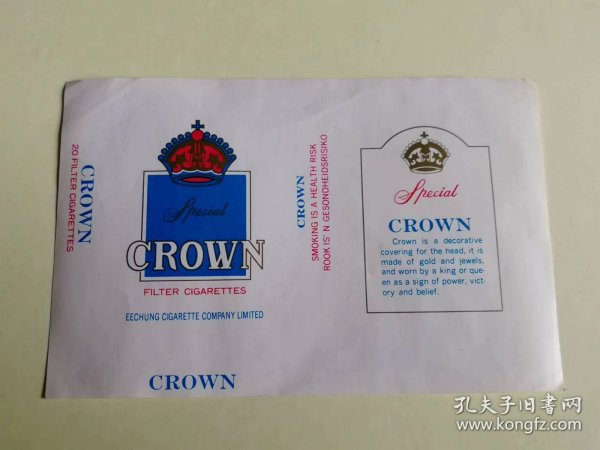 20 FILTER CIGARETTES
CROWN
Special
CROWN
FILTER CIGARETTES
EECHUNG CIGARETTE COMPANY LIMITED
CROWN
CROWN
SMOKING IS A HEALTH RISK
ROOK IS' N GESONDHEIDSRISIKO
Special
CROWN
Crown is a decorative
covering for the head, it is
made of gold and jewels,
and worn by a king or que-
en as a sign of power, vict-
ory and belief.
孔夫子旧书网
www.kongfz.com